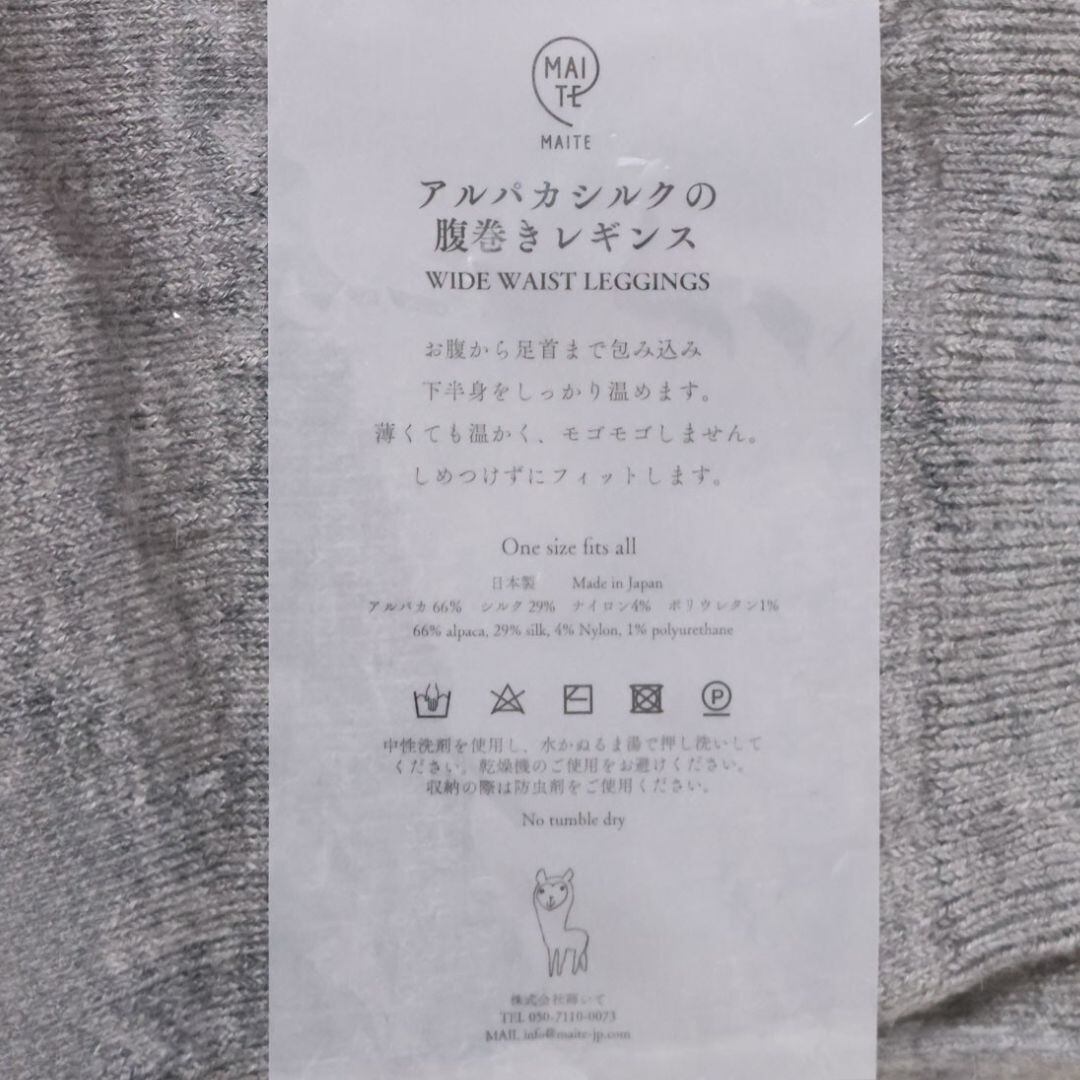 MAI
TE
MAITE
アルパカシルクの
腹巻きレギンス
WIDE WAIST LEGGINGS
お腹から足首まで包み込み
下半身をしっかり温めます。
薄くても温かく、モゴモゴしません。
しめつけずにフィットします。
One size fits all
日本製 Made in Japan
アルパカ 66% シルク 29% ナイロン4% ポリウレタン1%
66% alpaca, 29% silk, 4% Nylon, 1% polyurethane
P
中性洗剤を使用し、水かぬるま湯で押し洗いして
ください。乾燥機のご使用をお避けください。
収納の際は防虫剤をご使用ください。
No tumble dry
株式会社蒔いて
TEL 050-7110-0073
MAIL info@maite-jp.com